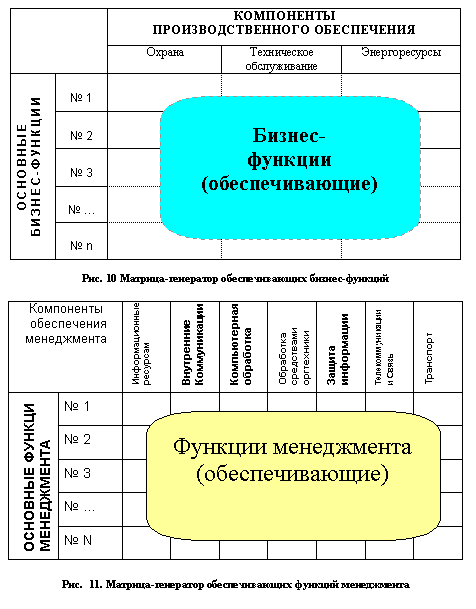 КОМПОНЕНТЫ
ПРОИЗВОДСТВЕННОГО ОБЕСПЕЧЕНИЯ
Охрана
Техническое
обслуживание
Энергоресурсы
ОСНОВНЫЕ
БИЗНЕС-ФУНКЦИИ
№ 1
№ 2
№ 3
№ ...
№ n
Бизнес-
функции
(обеспечивающие)
Рис. 10 Матрица-генератор обеспечивающих бизнес-функций
Компоненты
обеспечения
менеджмента
Информационные
ресурсам
Внутренние
Коммуникации
Компьютерная
обработка
Обработка
средствами
оргтехники
Защита
информации
Телекоммуникации
и Связь
Транспорт
ОСНОВНЫЕ ФУНКЦИ
МЕНЕДЖМЕНТА
№ 1
№ 2
№ 3
№ ...
№ N
Функции менеджмента
(обеспечивающие)
Рис. 11. Матрица-генератор обеспечивающих функций менеджмента